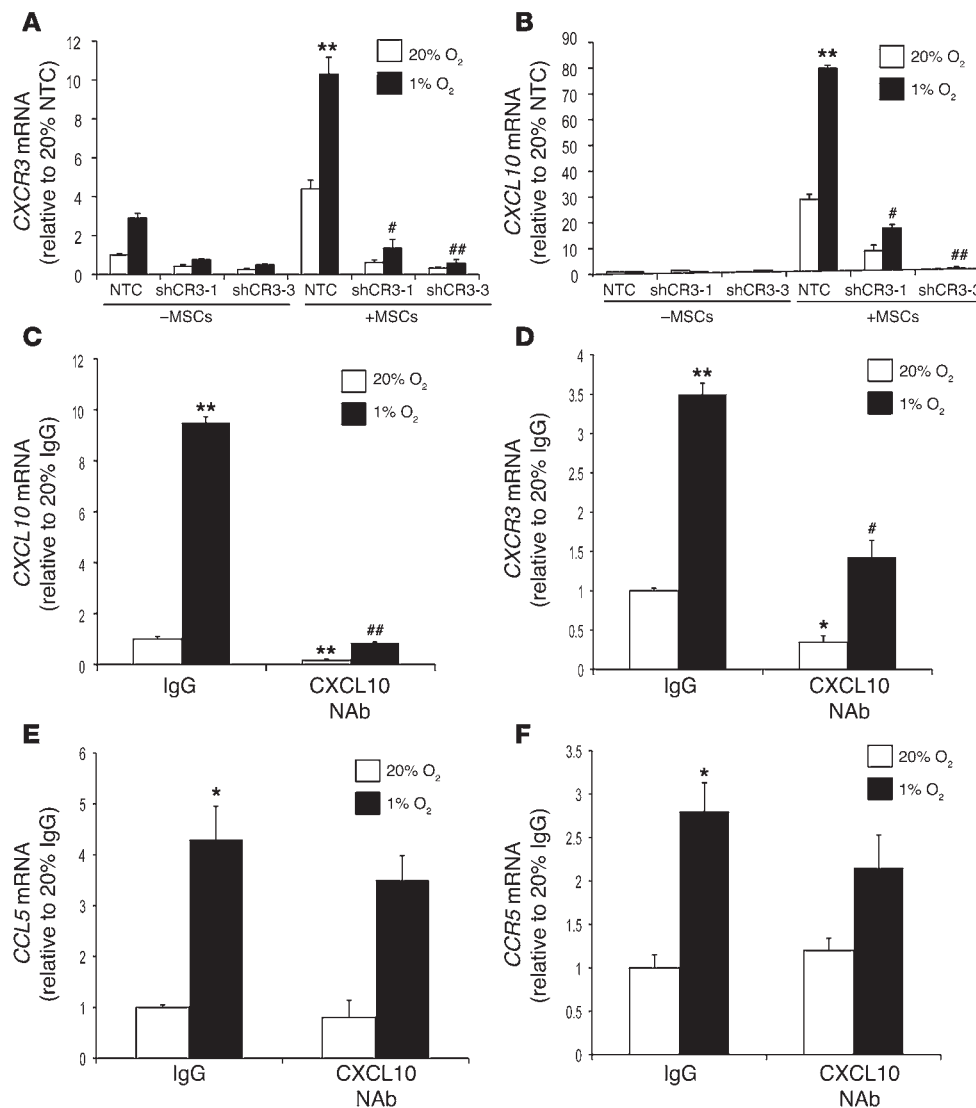 A
CXCR3 mRNA
(relative to 20% NTC)
12
10
8
6
4
2
0
**
#
##
20% O₂
1% O₂
NTC shCR3-1 shCR3-3 NTC shCR3-1 shCR3-3
–MSCs +MSCs
B
CXCL10 mRNA
(relative to 20% NTC)
90
80
70
60
50
40
30
20
10
0
**
#
##
20% O₂
1% O₂
NTC shCR3-1 shCR3-3 NTC shCR3-1 shCR3-3
–MSCs +MSCs
C
CXCL10 mRNA
(relative to 20% IgG)
12
10
8
6
4
2
0
**
**
##
20% O₂
1% O₂
IgG CXCL10
NAb
D
CXCR3 mRNA
(relative to 20% IgG)
4
3.5
3
2.5
2
1.5
1
0.5
0
**
*
#
20% O₂
1% O₂
IgG CXCL10
NAb
E
CCL5 mRNA
(relative to 20% IgG)
6
5
4
3
2
1
0
*
20% O₂
1% O₂
IgG CXCL10
NAb
F
CCR5 mRNA
(relative to 20% IgG)
3.5
3
2.5
2
1.5
1
0.5
0
*
20% O₂
1% O₂
IgG CXCL10
NAb